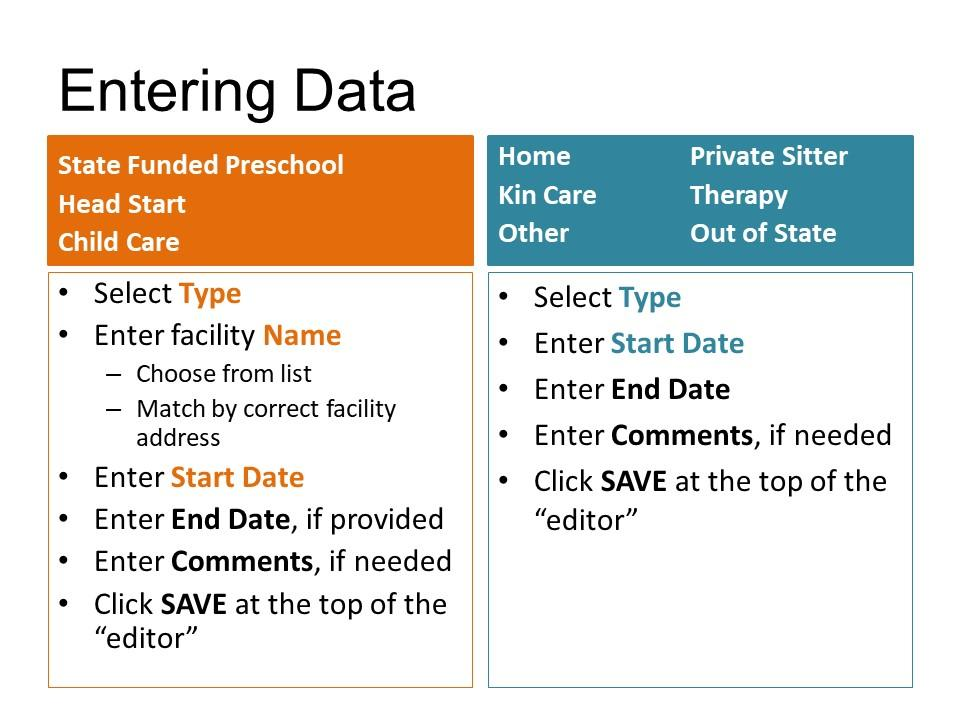 Entering Data
State Funded Preschool
Head Start
Child Care
Home Private Sitter
Kin Care Therapy
Other Out of State
• Select Type
• Enter facility Name
– Choose from list
– Match by correct facility
address
• Enter Start Date
• Enter End Date, if provided
• Enter Comments, if needed
• Click SAVE at the top of the
“editor”
• Select Type
• Enter Start Date
• Enter End Date
• Enter Comments, if needed
• Click SAVE at the top of the
“editor”